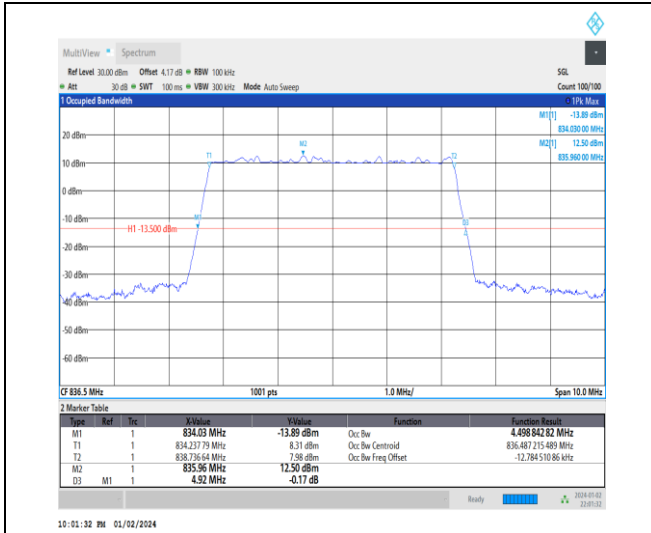 MultiView Spectrum
Ref Level 30.00 dBm Offset 4.17 dB RBW 100 kHz SGL
Att 30 dB SWT 100 ms VBW 300 kHz Mode Auto Sweep Count 100/100
1 Occupied Bandwidth 1Pk Max
M1[1] -13.89 dBm
834.030 00 MHz
M2[1] 12.50 dBm
835.960 00 MHz
20 dBm
T1 M2 T2
10 dBm
0 dBm
-10 dBm
M1 D3
H1 -13.500 dBm
-20 dBm
-30 dBm
-40 dBm
-50 dBm
-60 dBm
CF 836.5 MHz 1001 pts 1.0 MHz/ Span 10.0 MHz
2 Marker Table
Type Ref Trc X-Value Y-Value Function Function Result
M1 1 834.03 MHz -13.89 dBm Occ Bw 4.498 842 82 MHz
T1 1 834.237 79 MHz 8.31 dBm Occ Bw Centroid 836.487 215 489 MHz
T2 1 838.736 64 MHz 7.98 dBm Occ Bw Freq Offset -12.784 510 86 kHz
M2 1 835.96 MHz 12.50 dBm
D3 M1 1 4.92 MHz -0.17 dB
Ready 2024-01-02
22:01:32
10:01:32 PM 01/02/2024